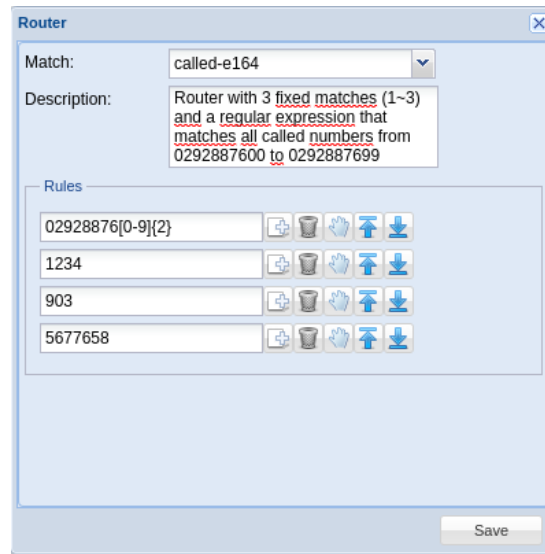 Router
Match:
called-e164
Description:
Router with 3 fixed matches (1~3)
and a regular expression that
matches all called numbers from
0292887600 to 0292887699
Rules
02928876[0-9]{2}
1234
903
5677658
Save